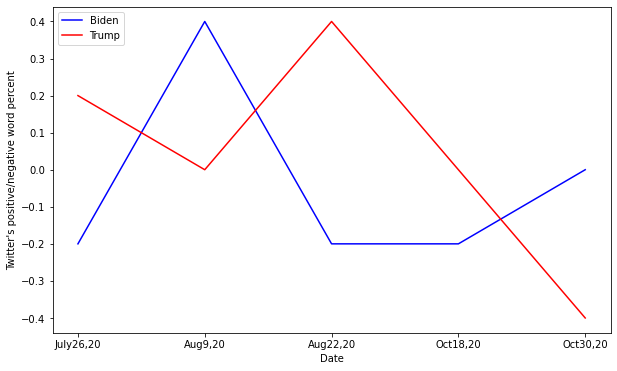 Biden
Trump
Twitter's positive/negative word percent
0.4
0.3
0.2
0.1
0.0
−0.1
−0.2
−0.3
−0.4
July26,20 Aug9,20 Aug22,20 Oct18,20 Oct30,20
Date